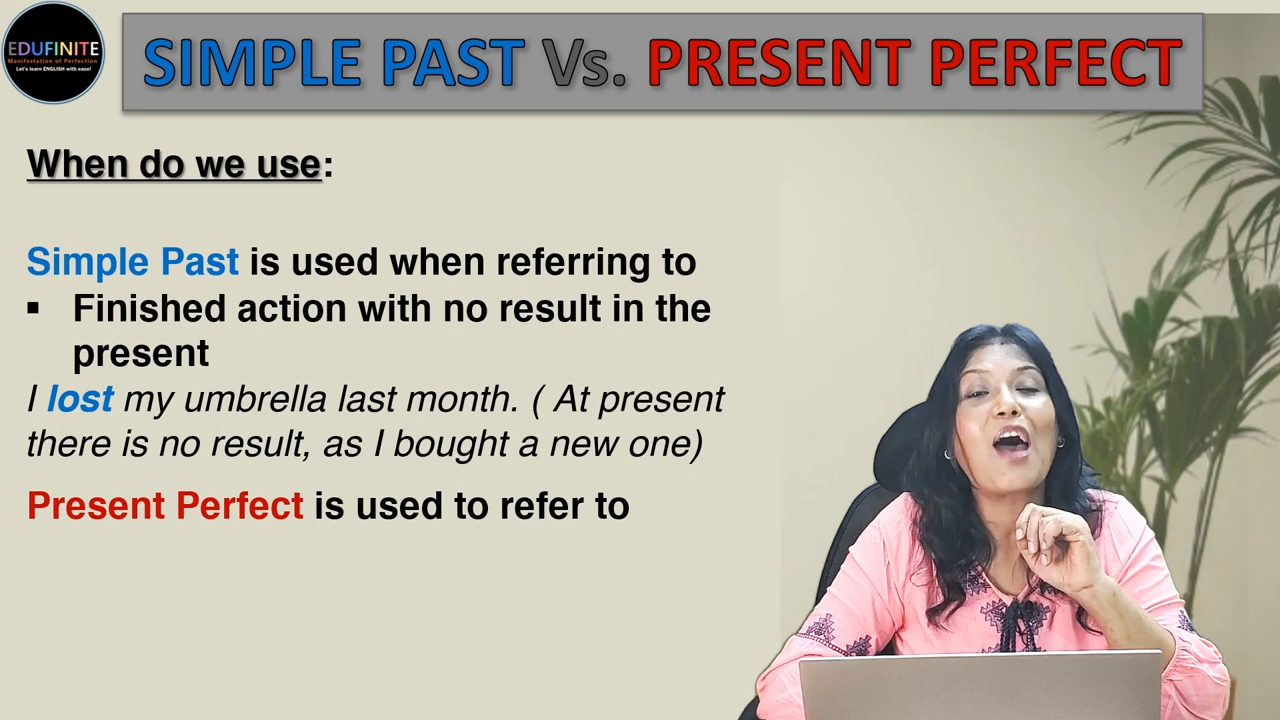 EDUFINITE
Manifestation of Perfection
Let's learn ENGLISH with ease!
SIMPLE PAST Vs. PRESENT PERFECT
When do we use:
Simple Past is used when referring to
▪ Finished action with no result in the
present
I lost my umbrella last month. ( At present
there is no result, as I bought a new one)
Present Perfect is used to refer to